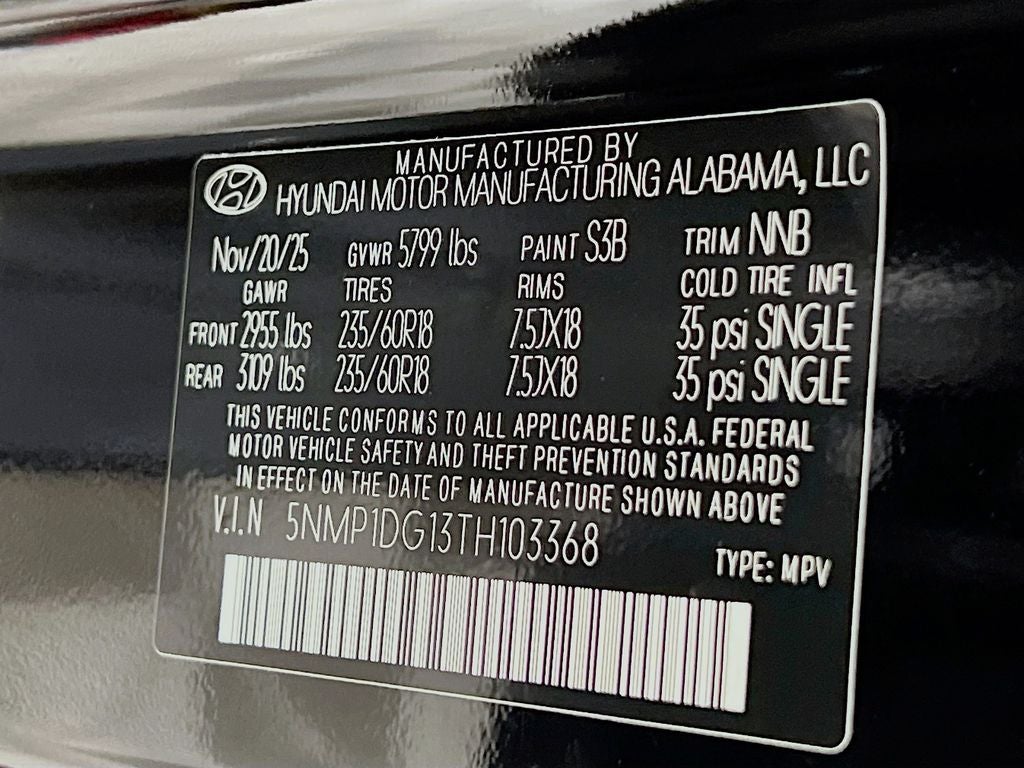 MANUFACTURED BY
HYUNDAI MOTOR MANUFACTURING ALABAMA, LLC
Nov/20/25 GVWR 5799 lbs PAINT S3B TRIM NNB
GAWR TIRES RIMS COLD TIRE INFL
FRONT 2955 lbs 235/60R18 7.5JX18 35 psi SINGLE
REAR 3109 lbs 235/60R18 7.5JX18 35 psi SINGLE
THIS VEHICLE CONFORMS TO ALL APPLICABLE U.S.A. FEDERAL
MOTOR VEHICLE SAFETY AND THEFT PREVENTION STANDARDS
IN EFFECT ON THE DATE OF MANUFACTURE SHOWN ABOVE
V.I.N 5NMP1DG13TH103368
TYPE: MPV